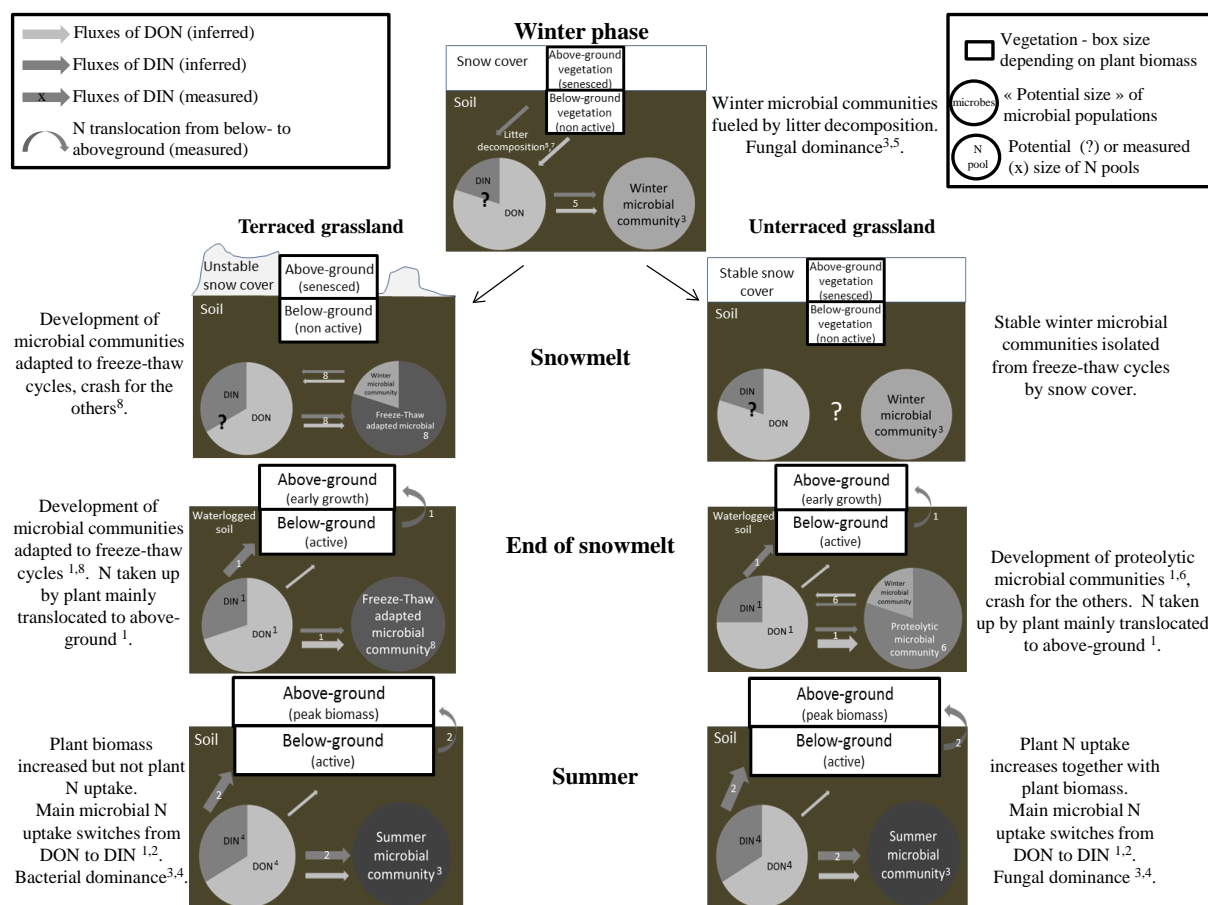 Fluxes of DON (inferred)
Fluxes of DIN (inferred)
x
Fluxes of DIN (measured)
N translocation from below- to
aboveground (measured)
Winter phase
Snow cover
Above-ground
vegetation
(senesced)
Soil
Below-ground
vegetation
(non active)
Litter
decomposition5,7
DIN
?
DON
5
Winter
microbial
community3
Winter microbial communities
fueled by litter decomposition.
Fungal dominance3,5.
Vegetation - box size
depending on plant biomass
microbes
« Potential size » of
microbial populations
N
pool
Potential (?) or measured
(x) size of N pools
Terraced grassland
Unterraced grassland
Unstable
snow cover
Above-ground
(senesced)
Soil
Below-ground
(non active)
DIN
?
DON
8
8
Winter
microbial
community
Freeze-Thaw
adapted microbial
8
Development of
microbial communities
adapted to freeze-thaw
cycles, crash for the
others8.
Snowmelt
Stable snow
cover
Above-ground
vegetation
(senesced)
Soil
Below-ground
vegetation
(non active)
DIN
?
DON
?
Winter
microbial
community3
Stable winter microbial
communities isolated
from freeze-thaw cycles
by snow cover.
Development of
microbial communities
adapted to freeze-thaw
cycles 1,8. N taken up
by plant mainly
translocated to above-
ground 1.
Above-ground
(early growth)
Waterlogged
soil
Below-ground
(active)
1
1
DIN 1
DON 1
1
Freeze-Thaw
adapted
microbial
community8
End of snowmelt
Above-ground
(early growth)
Waterlogged
soil
Below-ground
(active)
1
1
DIN 1
DON 1
6
1
Winter microbial
community
Proteolytic
microbial
community 6
Development of proteolytic
microbial communities 1,6,
crash for the others. N taken
up by plant mainly translocated
to above-ground 1.
Plant biomass
increased but not plant
N uptake.
Main microbial N
uptake switches from
DON to DIN 1,2.
Bacterial dominance3,4.
Above-ground
(peak biomass)
Soil
Below-ground
(active)
2
2
DIN 4
DON 4
2
Summer
microbial
community 3
Summer
Above-ground
(peak biomass)
Soil
Below-ground
(active)
2
2
DIN 4
DON4
2
Summer
microbial
community3
Plant N uptake
increases together with
plant biomass.
Main microbial N
uptake switches from
DON to DIN 1,2.
Fungal dominance 3,4.